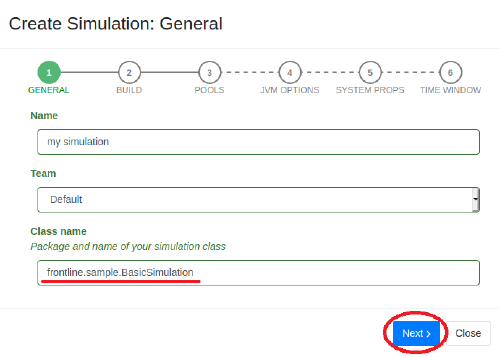 Create Simulation: General
1 2 3 4 5 6
GENERAL BUILD POOLS JVM OPTIONS SYSTEM PROPS TIME WINDOW
Name
my simulation
Team
Default
Class name
Package and name of your simulation class
frontline.sample.BasicSimulation
Next > Close